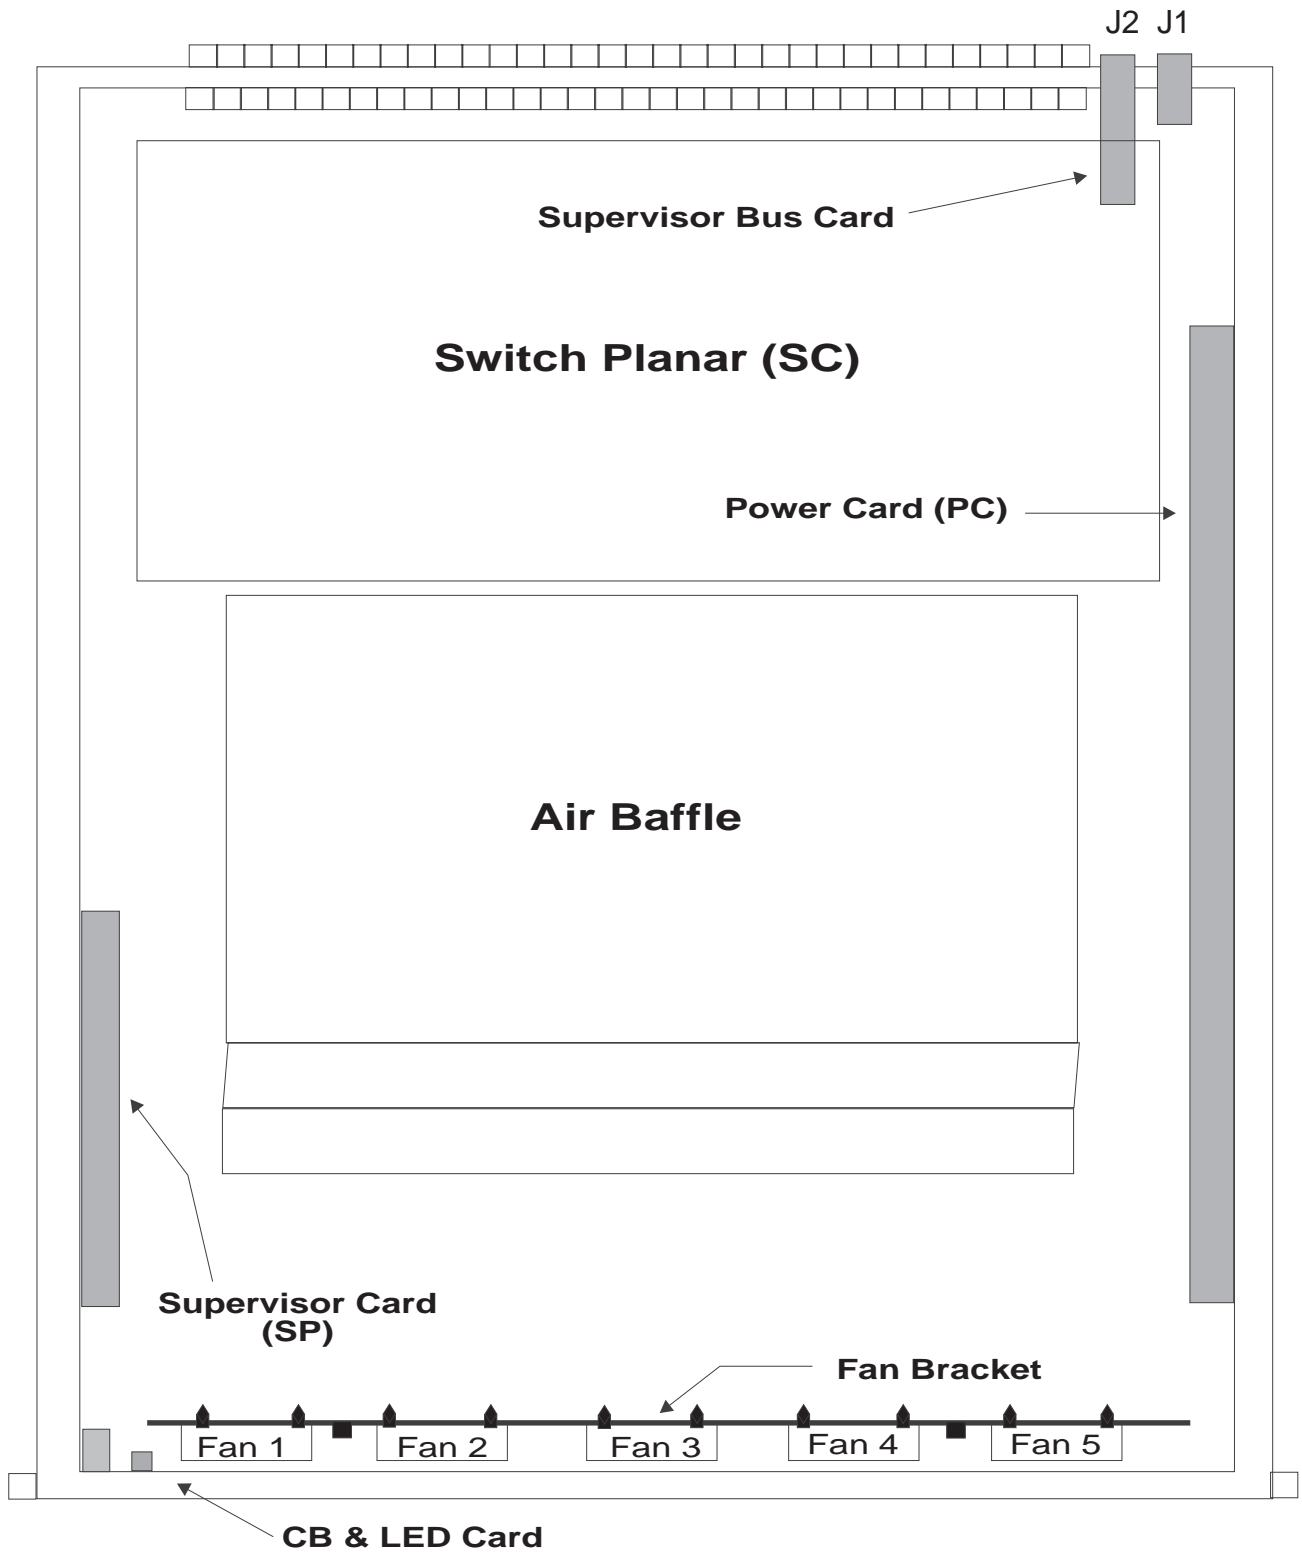 J2 J1
Supervisor Bus Card
Switch Planar (SC)
Power Card (PC)
Air Baffle
Supervisor Card
(SP)
Fan Bracket
Fan 1 Fan 2 Fan 3 Fan 4 Fan 5
CB & LED Card